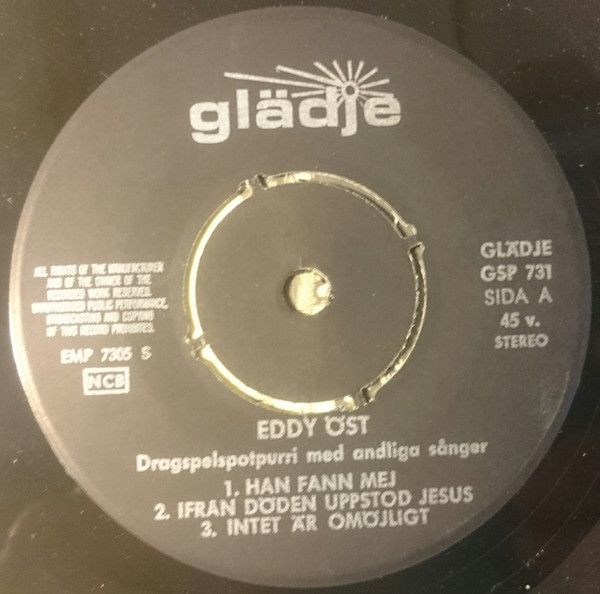 glädje
ALL RIGHTS OF THE MANUFACTURER
AND OF THE OWNER OF THE
RECORDED WORK RESERVED.
UNAUTHORIZED PUBLIC PERFORMANCE,
BROADCASTING AND COPYING
OF THIS RECORD PROHIBITED.
EMP 7305 S
NCB
GLÄDJE
GSP 731
SIDA A
45 v.
STEREO
EDDY ÖST
Dragspelspotpurri med andliga sånger
1. HAN FANN MEJ
2. IFRAN DÖDEN UPPSTOD JESUS
3. INTET ÄR OMÖJLIGT